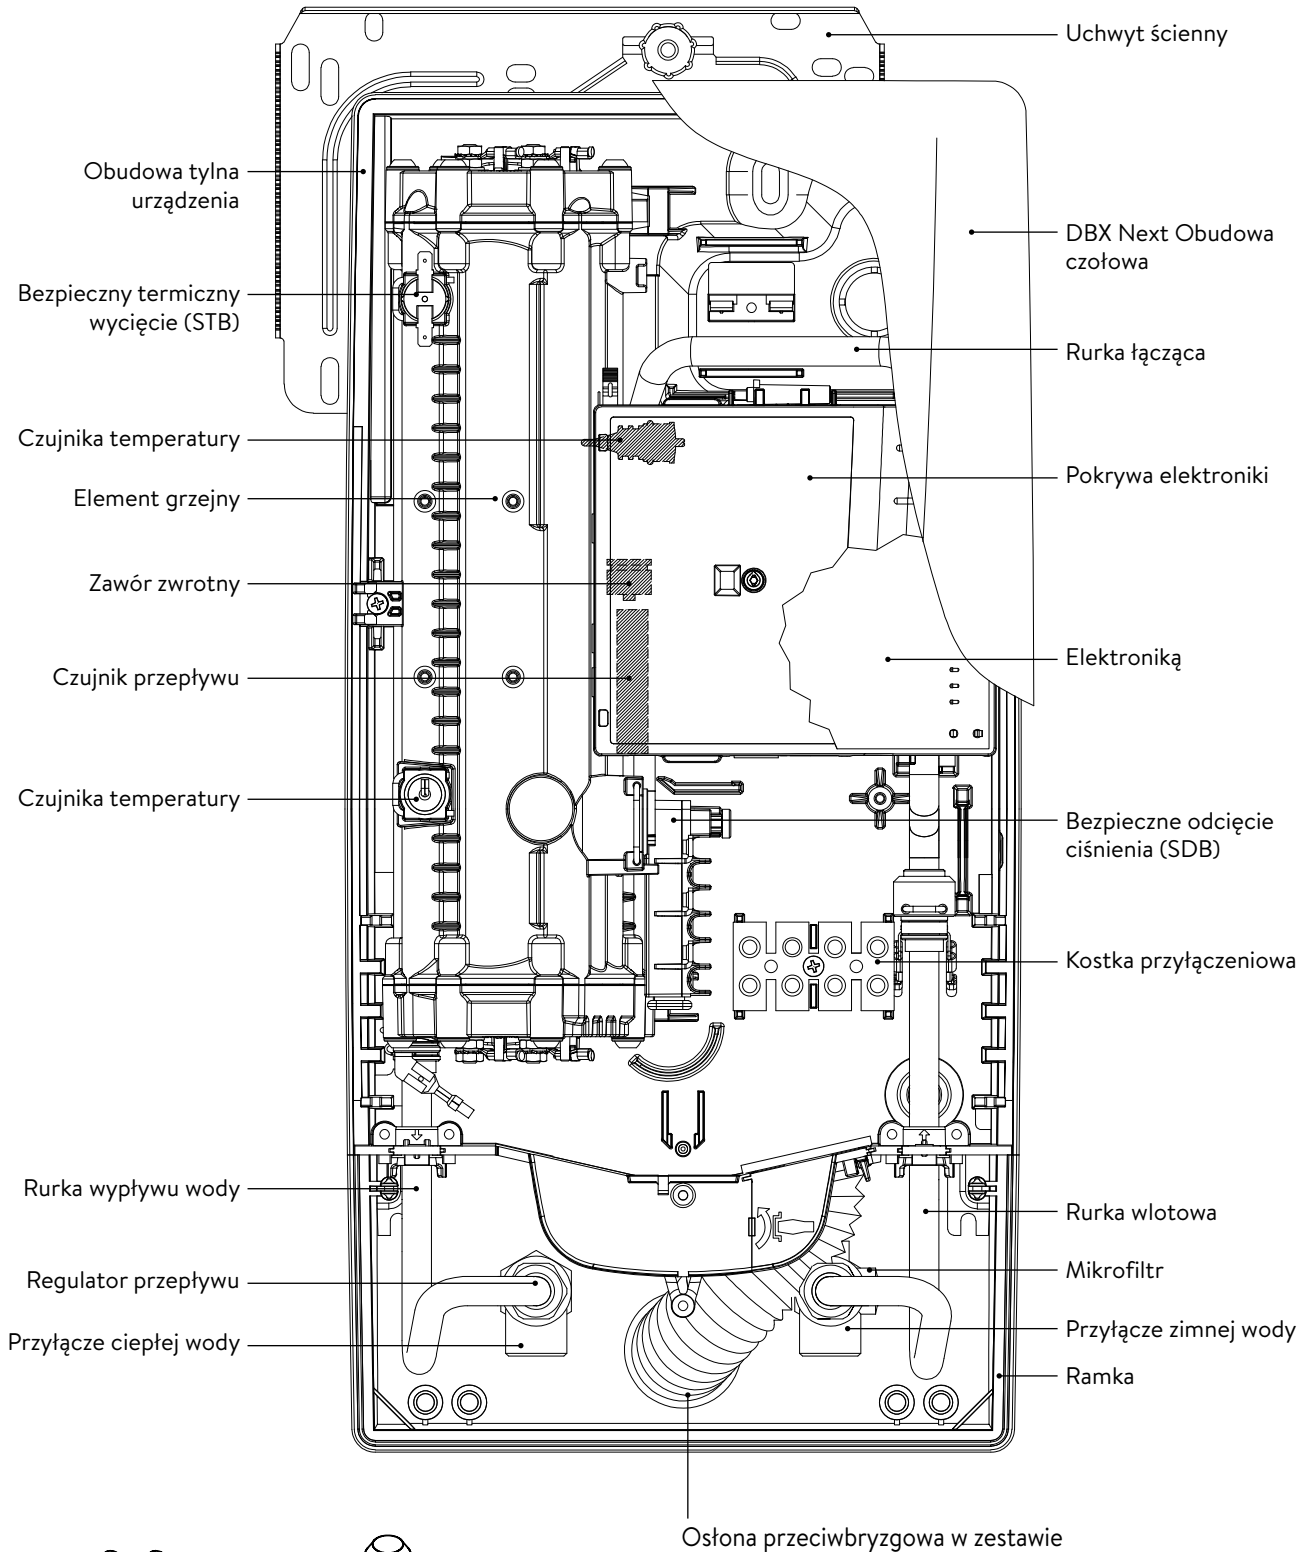 Uchwyt ścienny
Obudowa tylna
urządzenia
DBX Next Obudowa
czołowa
Bezpieczny termiczny
wycięcie (STB)
Rurka łącząca
Czujnika temperatury
Pokrywa elektroniki
Element grzejny
Zawór zwrotny
Elektroniką
Czujnik przepływu
Czujnika temperatury
Bezpieczne odcięcie
ciśnienia (SDB)
Kostka przyłączeniowa
Rurka wypływu wody
Rurka wlotowa
Regulator przepływu
Mikrofiltr
Przyłącze ciepłej wody
Przyłącze zimnej wody
Ramka
Osłona przeciwbryzgowa w zestawie